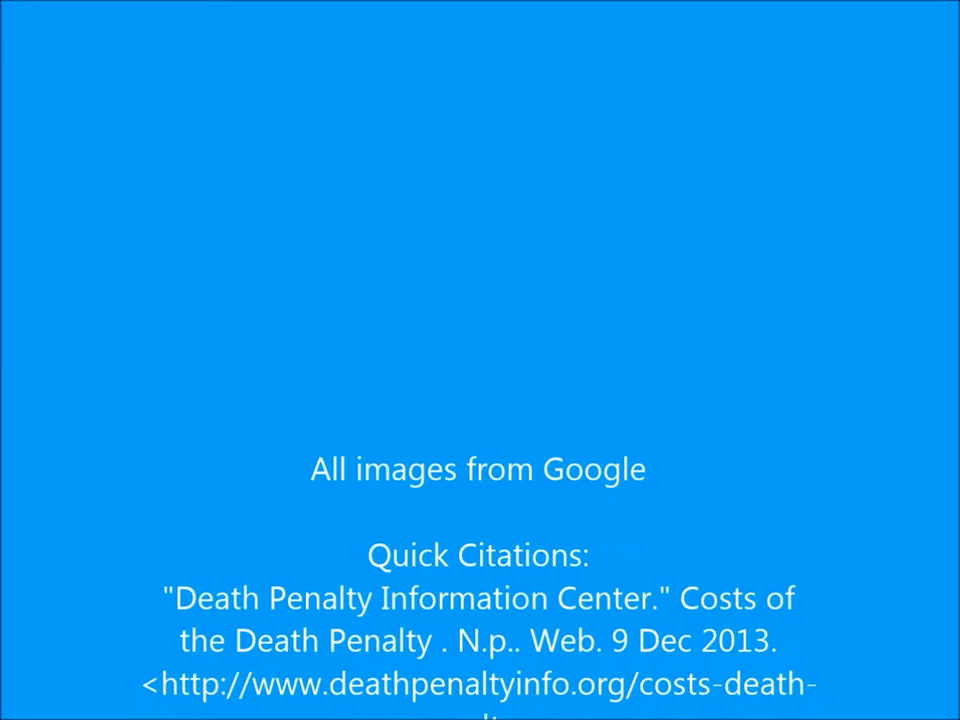 All images from Google
Quick Citations:
"Death Penalty Information Center." Costs of
the Death Penalty . N.p.. Web. 9 Dec 2013.
<http://www.deathpenaltyinfo.org/costs-death-